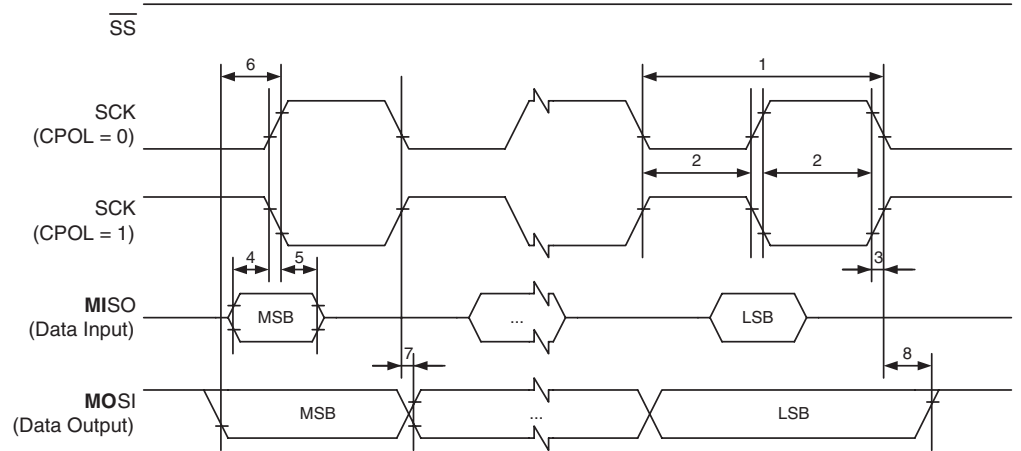 SS
6
1
SCK
(CPOL = 0)
2
2
SCK
(CPOL = 1)
4
5
3
MISO
(Data Input)
MSB
...
LSB
7
8
MOSI
(Data Output)
MSB
...
LSB